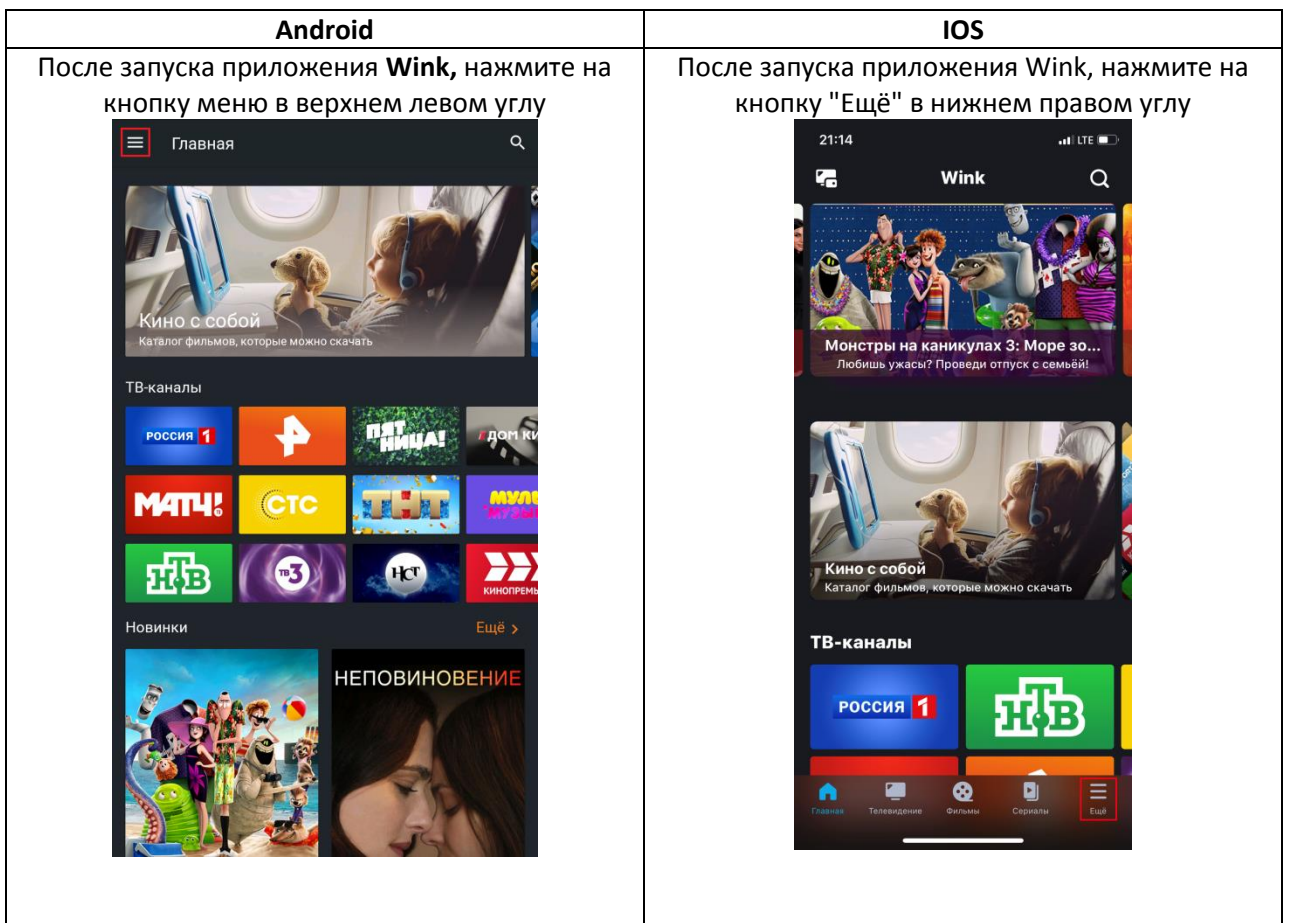 Android
После запуска приложения Wink, нажмите на
кнопку меню в верхнем левом углу
Главная
Кино с собой
Каталог фильмов, которые можно скачать
ТВ-каналы
РОССИЯ 1
ПЯТНИЦА!
ДОМ КИ
МАТЧ!
СТС
ТНТ
НТВ
ТВ3
НСТ
КИНОПРЕМЬ
Новинки
Ещё >
НЕПОВИНОВЕНИЕ
IOS
После запуска приложения Wink, нажмите на
кнопку "Ещё" в нижнем правом углу
21:14
LTE
Wink
Монстры на каникулах 3: Море зо...
Любишь ужасы? Проведи отпуск с семьёй!
Кино с собой
Каталог фильмов, которые можно скачать
ТВ-каналы
РОССИЯ 1
НТВ
Главная
Телевидение
Фильмы
Сериалы
Ещё